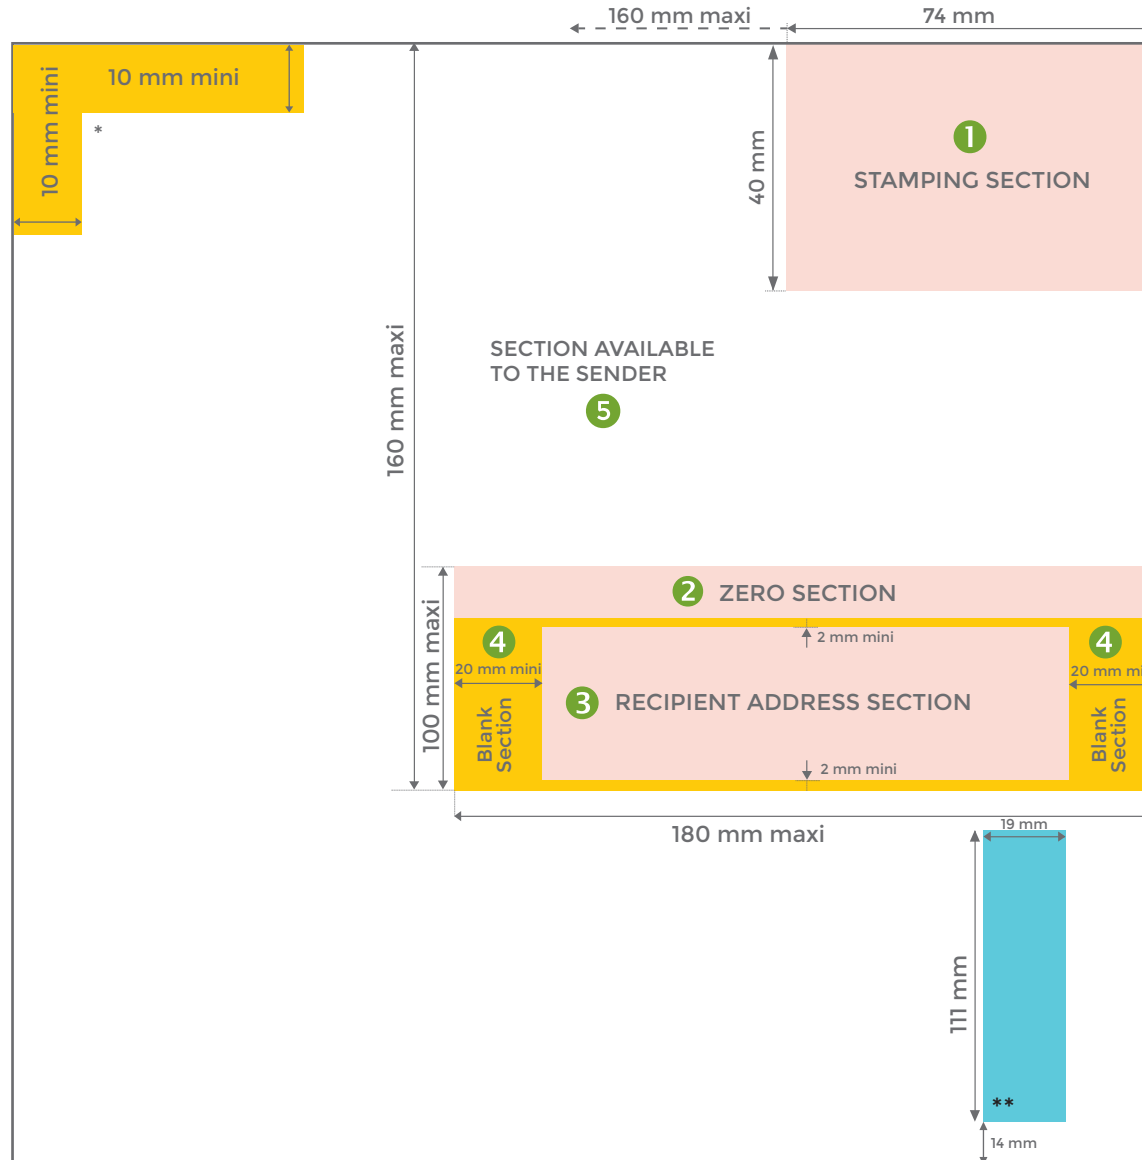 160 mm maxi
74 mm
10 mm mini
10 mm mini
*
40 mm
1
STAMPING SECTION
160 mm maxi
SECTION AVAILABLE
TO THE SENDER
5
100 mm maxi
2 ZERO SECTION
4
20 mm mini
Blank
Section
2 mm mini
3 RECIPIENT ADDRESS SECTION
2 mm mini
4
20 mm mi
Blank
Section
180 mm maxi
19 mm
111 mm
**
14 mm